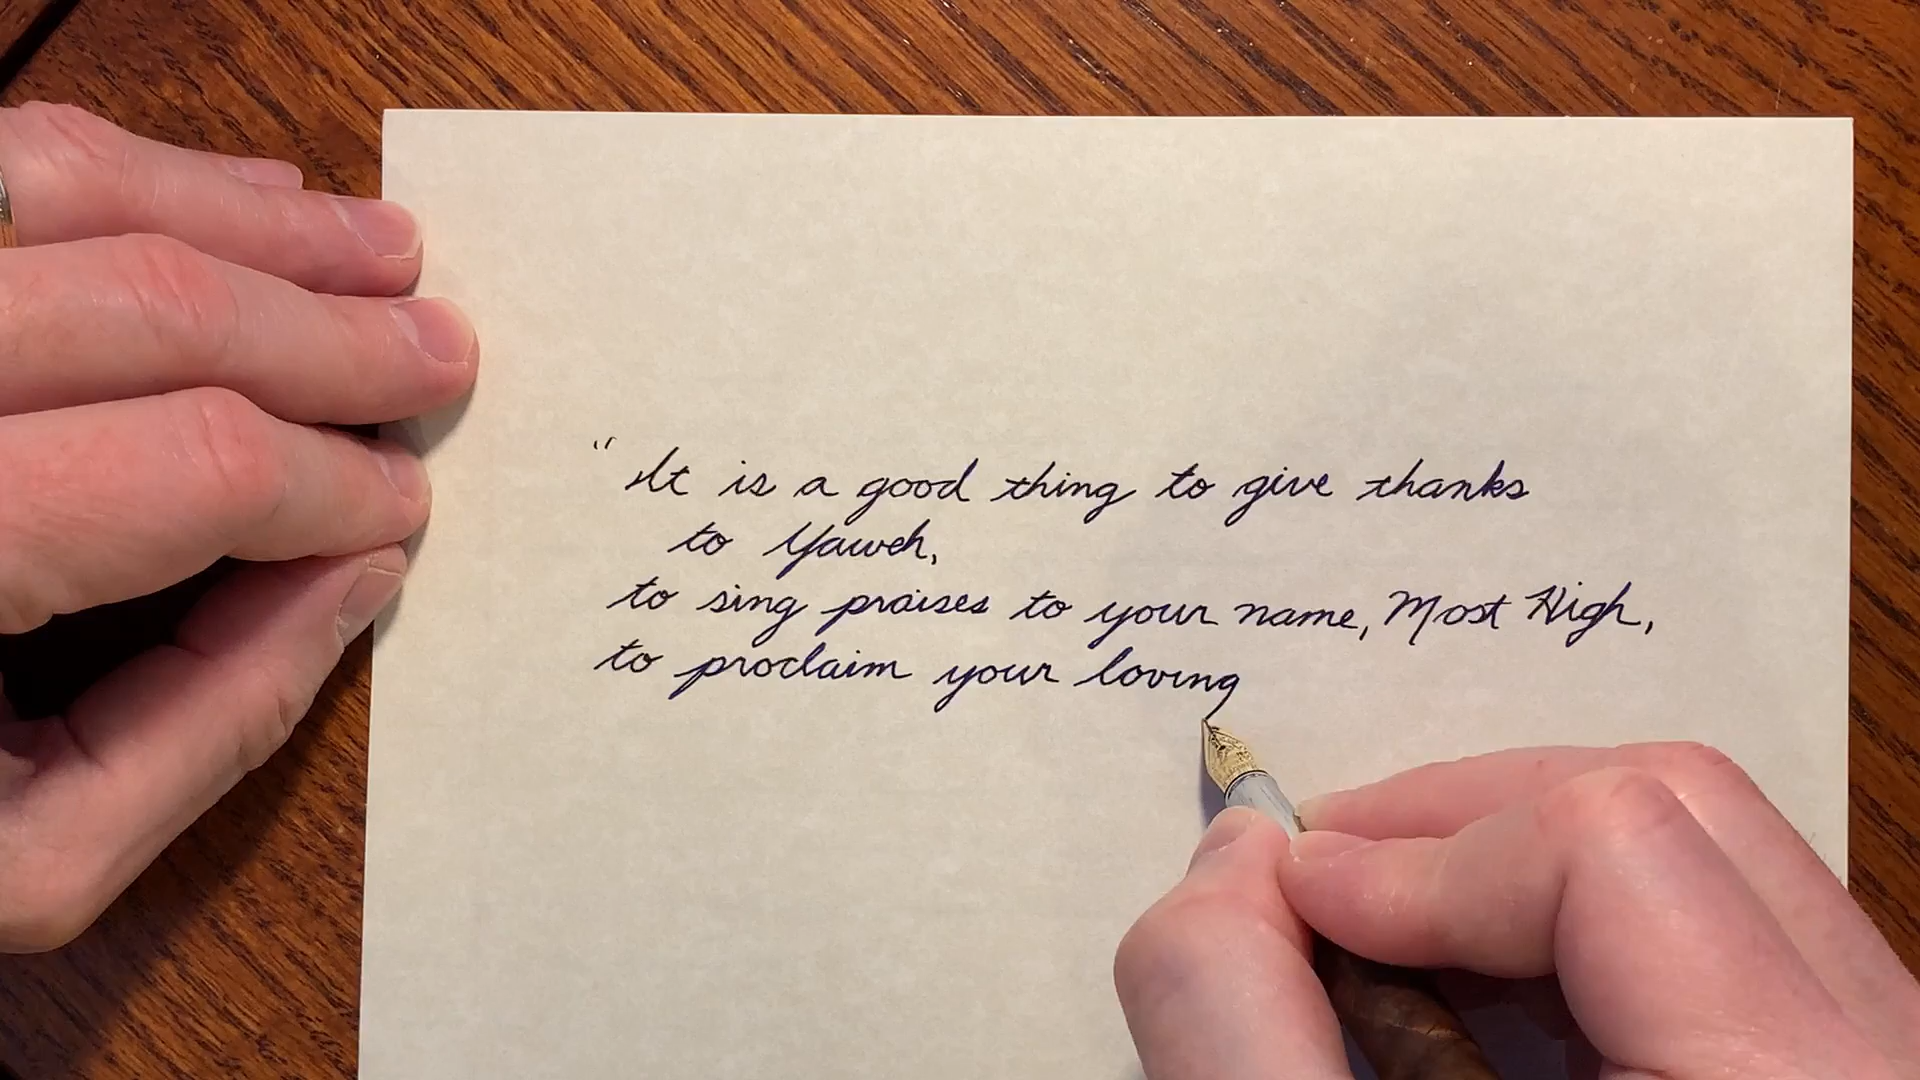 "It is a good thing to give thanks
to Yaweh,
to sing praises to your name, Most High,
to proclaim your loving